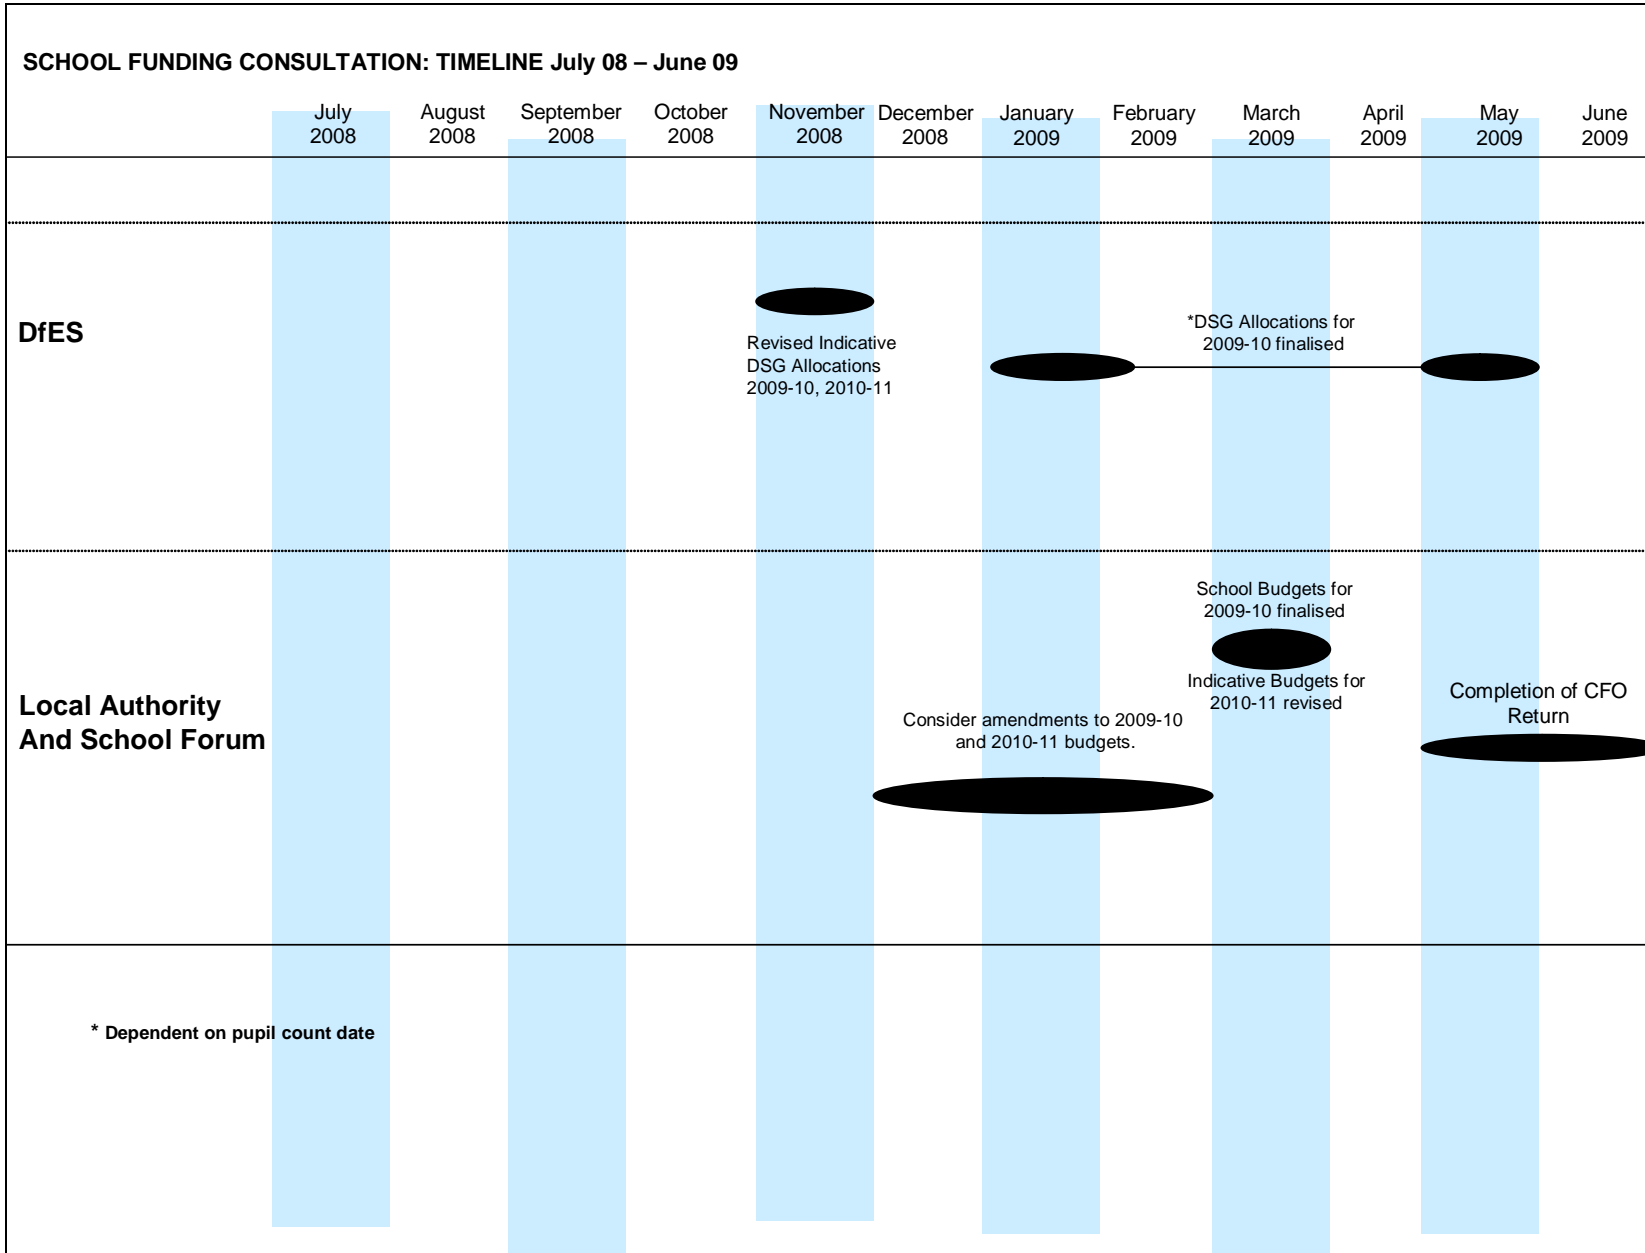 SCHOOL FUNDING CONSULTATION: TIMELINE July 08 – June 09
July August September October November December January February March April May June
2008 2008 2008 2008 2008 2008 2009 2009 2009 2009 2009 2009
DfES
Revised Indicative
DSG Allocations
2009-10, 2010-11
*DSG Allocations for
2009-10 finalised
Local Authority
And School Forum
School Budgets for
2009-10 finalised
Indicative Budgets for
2010-11 revised
Consider amendments to 2009-10
and 2010-11 budgets.
Completion of CFO
Return
* Dependent on pupil count date